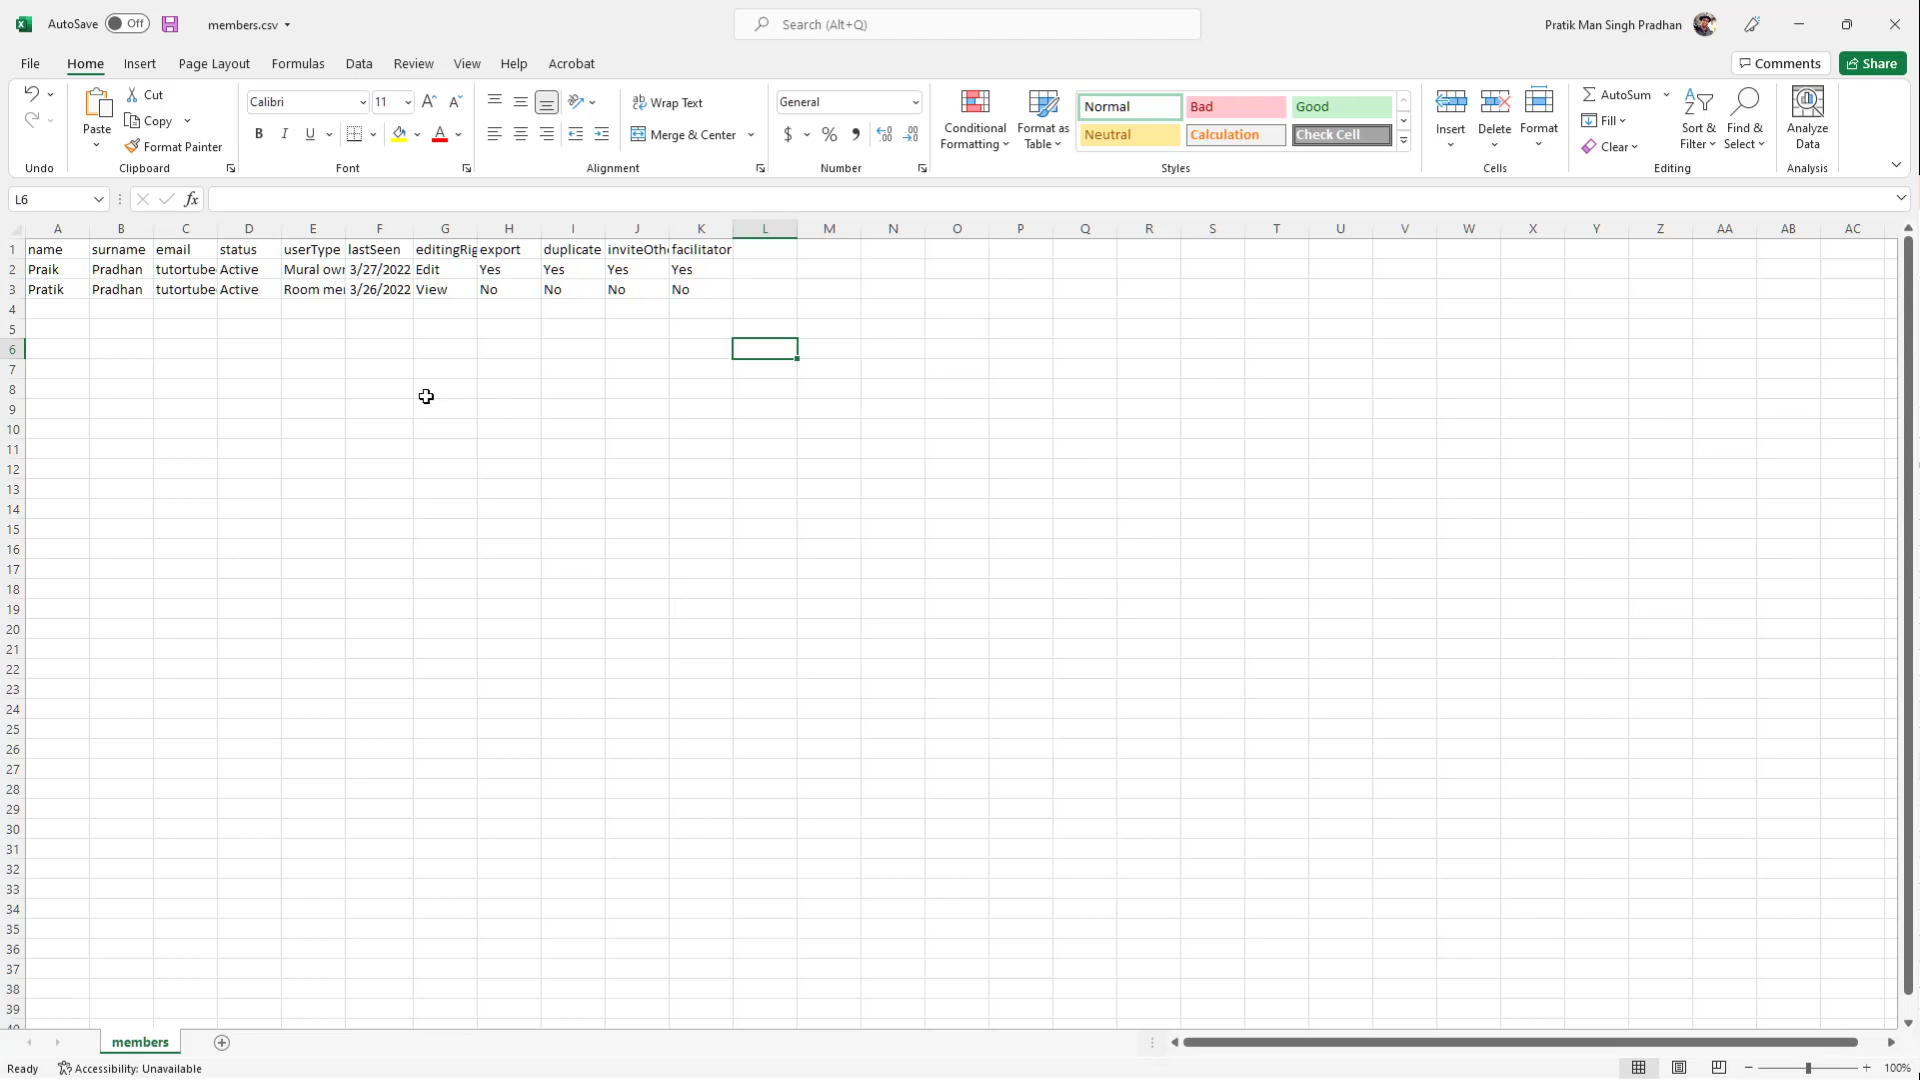 AutoSave Off members.csv Search (Alt+Q) Pratik Man Singh Pradhan
File Home Insert Page Layout Formulas Data Review View Help Acrobat Comments Share
Cut Calibri 11 Wrap Text General Normal Bad Good AutoSum
Copy Fill
Paste Format Painter B I U Merge & Center $ % Conditional Formatting Format as Table Neutral Calculation Check Cell Insert Delete Format Clear Sort & Filter Find & Select Analyze Data
Undo Clipboard Font Alignment Number Styles Cells Editing Analysis
L6 fx
A B C D E F G H I J K L M N O P Q R S T U V W X Y Z AA AB AC
1 name surname email status userType lastSeen editingRig export duplicate inviteOthe facilitator
2 Praik Pradhan tutortube Active Mural own 3/27/2022 Edit Yes Yes Yes Yes
3 Pratik Pradhan tutortube Active Room me 3/26/2022 View No No No No
4
5
6
7
8
9
10
11
12
13
14
15
16
17
18
19
20
21
22
23
24
25
26
27
28
29
30
31
32
33
34
35
36
37
38
39
members
Ready Accessibility: Unavailable 100%